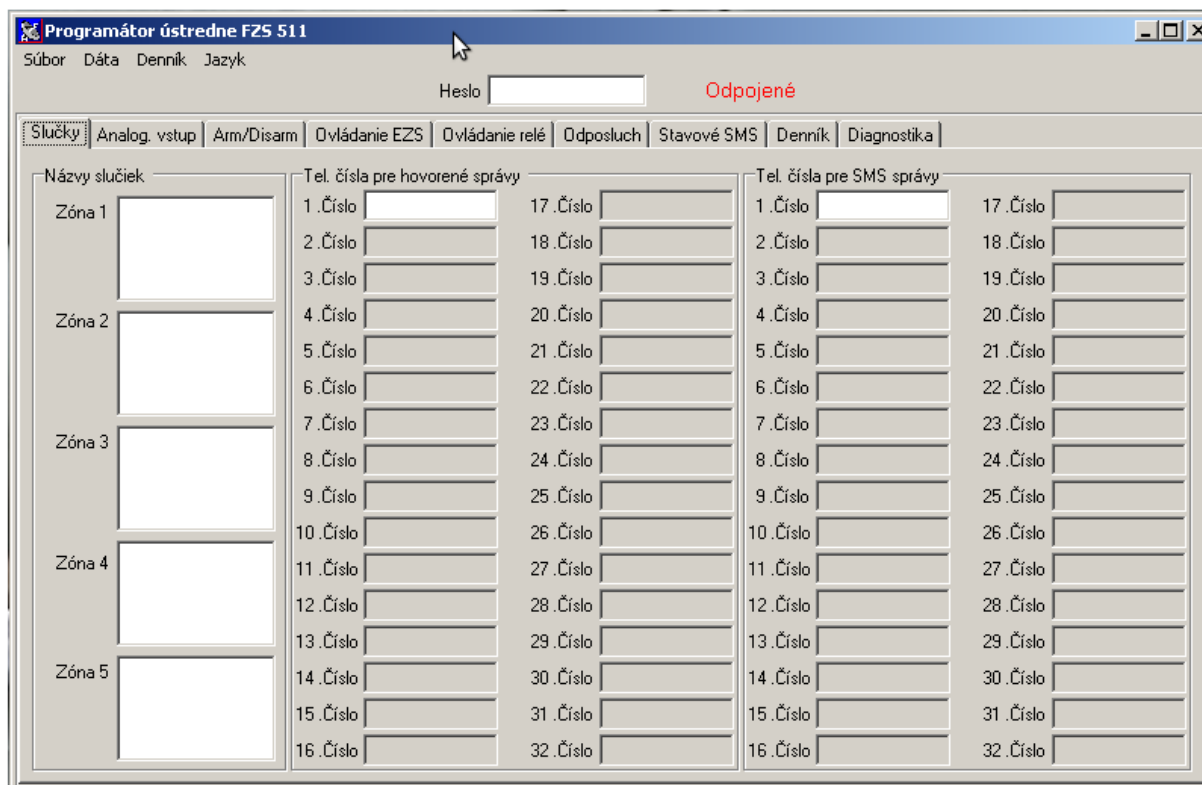 Programátor ústredne FZS 511
Súbor Dáta Denník Jazyk
Heslo Odpojené
Slučky Analog. vstup Arm/Disarm Ovládanie EZS Ovládanie relé Odposluch Stavové SMS Denník Diagnostika
Názvy slučiek Tel. čísla pre hovorené správy Tel. čísla pre SMS správy
Zóna 1
Zóna 2
Zóna 3
Zóna 4
Zóna 5
1 .Číslo 17 .Číslo
2 .Číslo 18 .Číslo
3 .Číslo 19 .Číslo
4 .Číslo 20 .Číslo
5 .Číslo 21 .Číslo
6 .Číslo 22 .Číslo
7 .Číslo 23 .Číslo
8 .Číslo 24 .Číslo
9 .Číslo 25 .Číslo
10 .Číslo 26 .Číslo
11 .Číslo 27 .Číslo
12 .Číslo 28 .Číslo
13 .Číslo 29 .Číslo
14 .Číslo 30 .Číslo
15 .Číslo 31 .Číslo
16 .Číslo 32 .Číslo
1 .Číslo 17 .Číslo
2 .Číslo 18 .Číslo
3 .Číslo 19 .Číslo
4 .Číslo 20 .Číslo
5 .Číslo 21 .Číslo
6 .Číslo 22 .Číslo
7 .Číslo 23 .Číslo
8 .Číslo 24 .Číslo
9 .Číslo 25 .Číslo
10 .Číslo 26 .Číslo
11 .Číslo 27 .Číslo
12 .Číslo 28 .Číslo
13 .Číslo 29 .Číslo
14 .Číslo 30 .Číslo
15 .Číslo 31 .Číslo
16 .Číslo 32 .Číslo